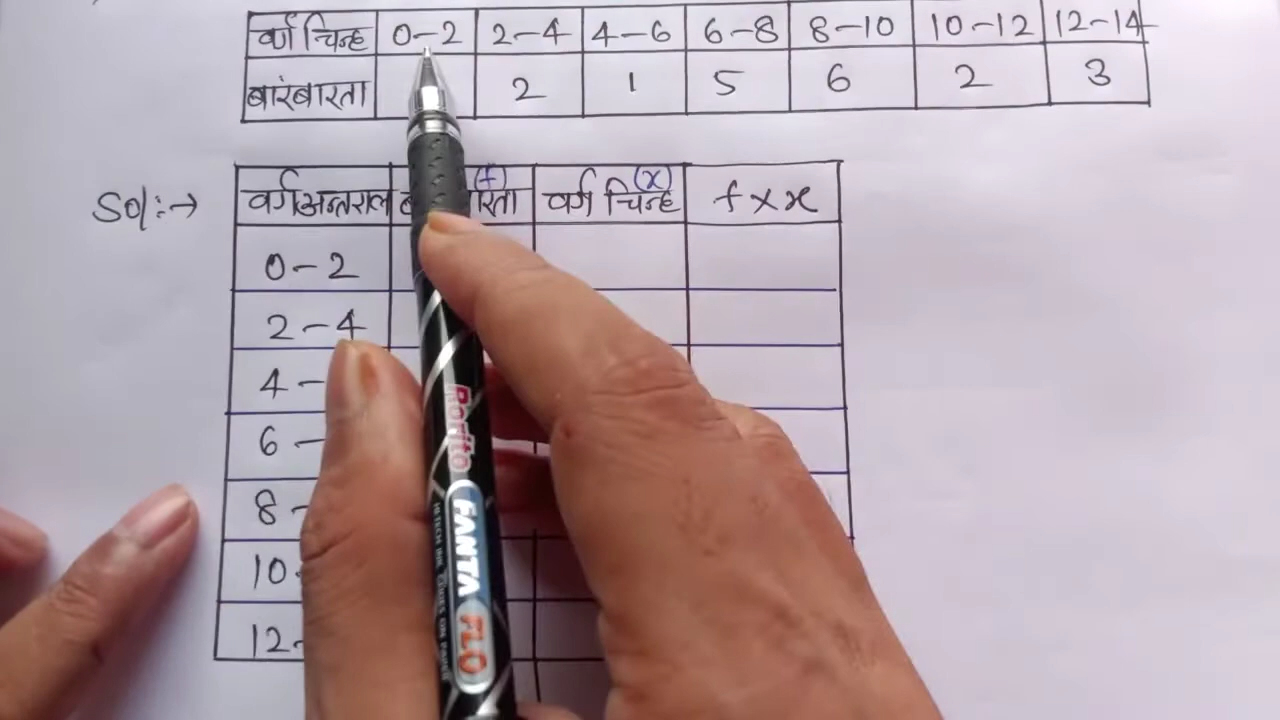 वर्ग चिन्ह 0-2 2-4 4-6 6-8 8-10 10-12 12-14
बारंबारता 2 1 5 6 2 3
Sol:→ वर्गअन्तराल (f) वर्ग चिन्ह (x) f×x
0-2
2-4
4-
6-
8-
10-
12-
Rorito FANTA FLO